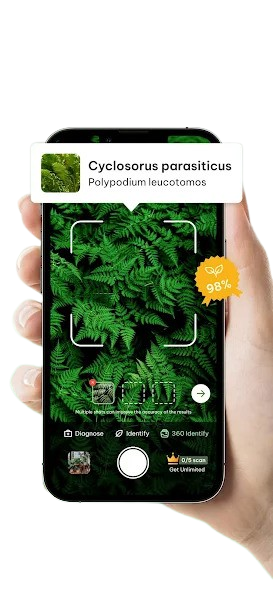 Cyclosorus parasiticus
Polypodium leucotomos
98%
Multiple shots can improve the accuracy of the results
Diagnose
Identify
360 Identify
0/5 scan
Get Unlimited